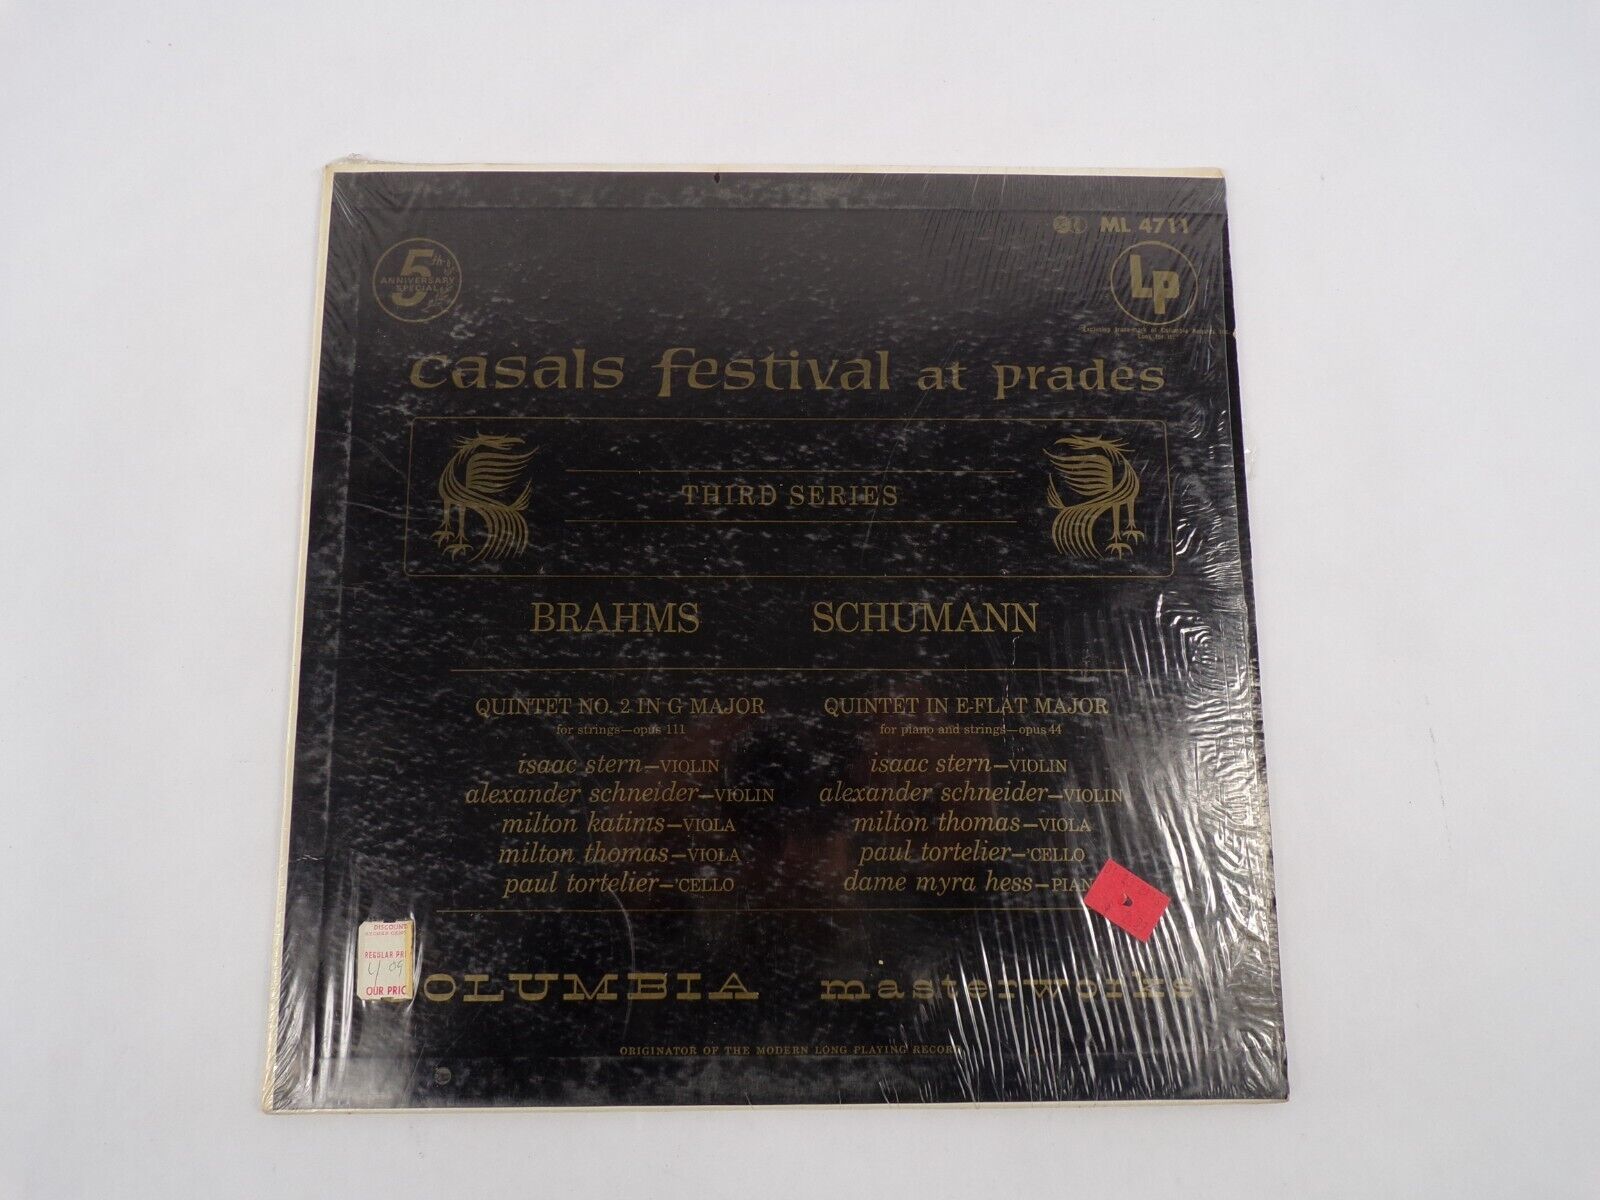 ML 4711
5th
ANNIVERSARY
SPECIAL
LP
Look for it!
casals festival at prades
THIRD SERIES
BRAHMS SCHUMANN
QUINTET NO. 2 IN G MAJOR
for strings—opus 111
isaac stern—VIOLIN
alexander schneider—VIOLIN
milton katims—VIOLA
milton thomas—VIOLA
paul tortelier—'CELLO
QUINTET IN E-FLAT MAJOR
for piano and strings—opus 44
isaac stern—VIOLIN
alexander schneider—VIOLIN
milton thomas—VIOLA
paul tortelier—'CELLO
dame myra hess—PIAN
DISCOUNT
REGULAR PRI
4 09
OUR PRIC
OLUMBIA masterworks
ORIGINATOR OF THE MODERN LONG PLAYING RECORD